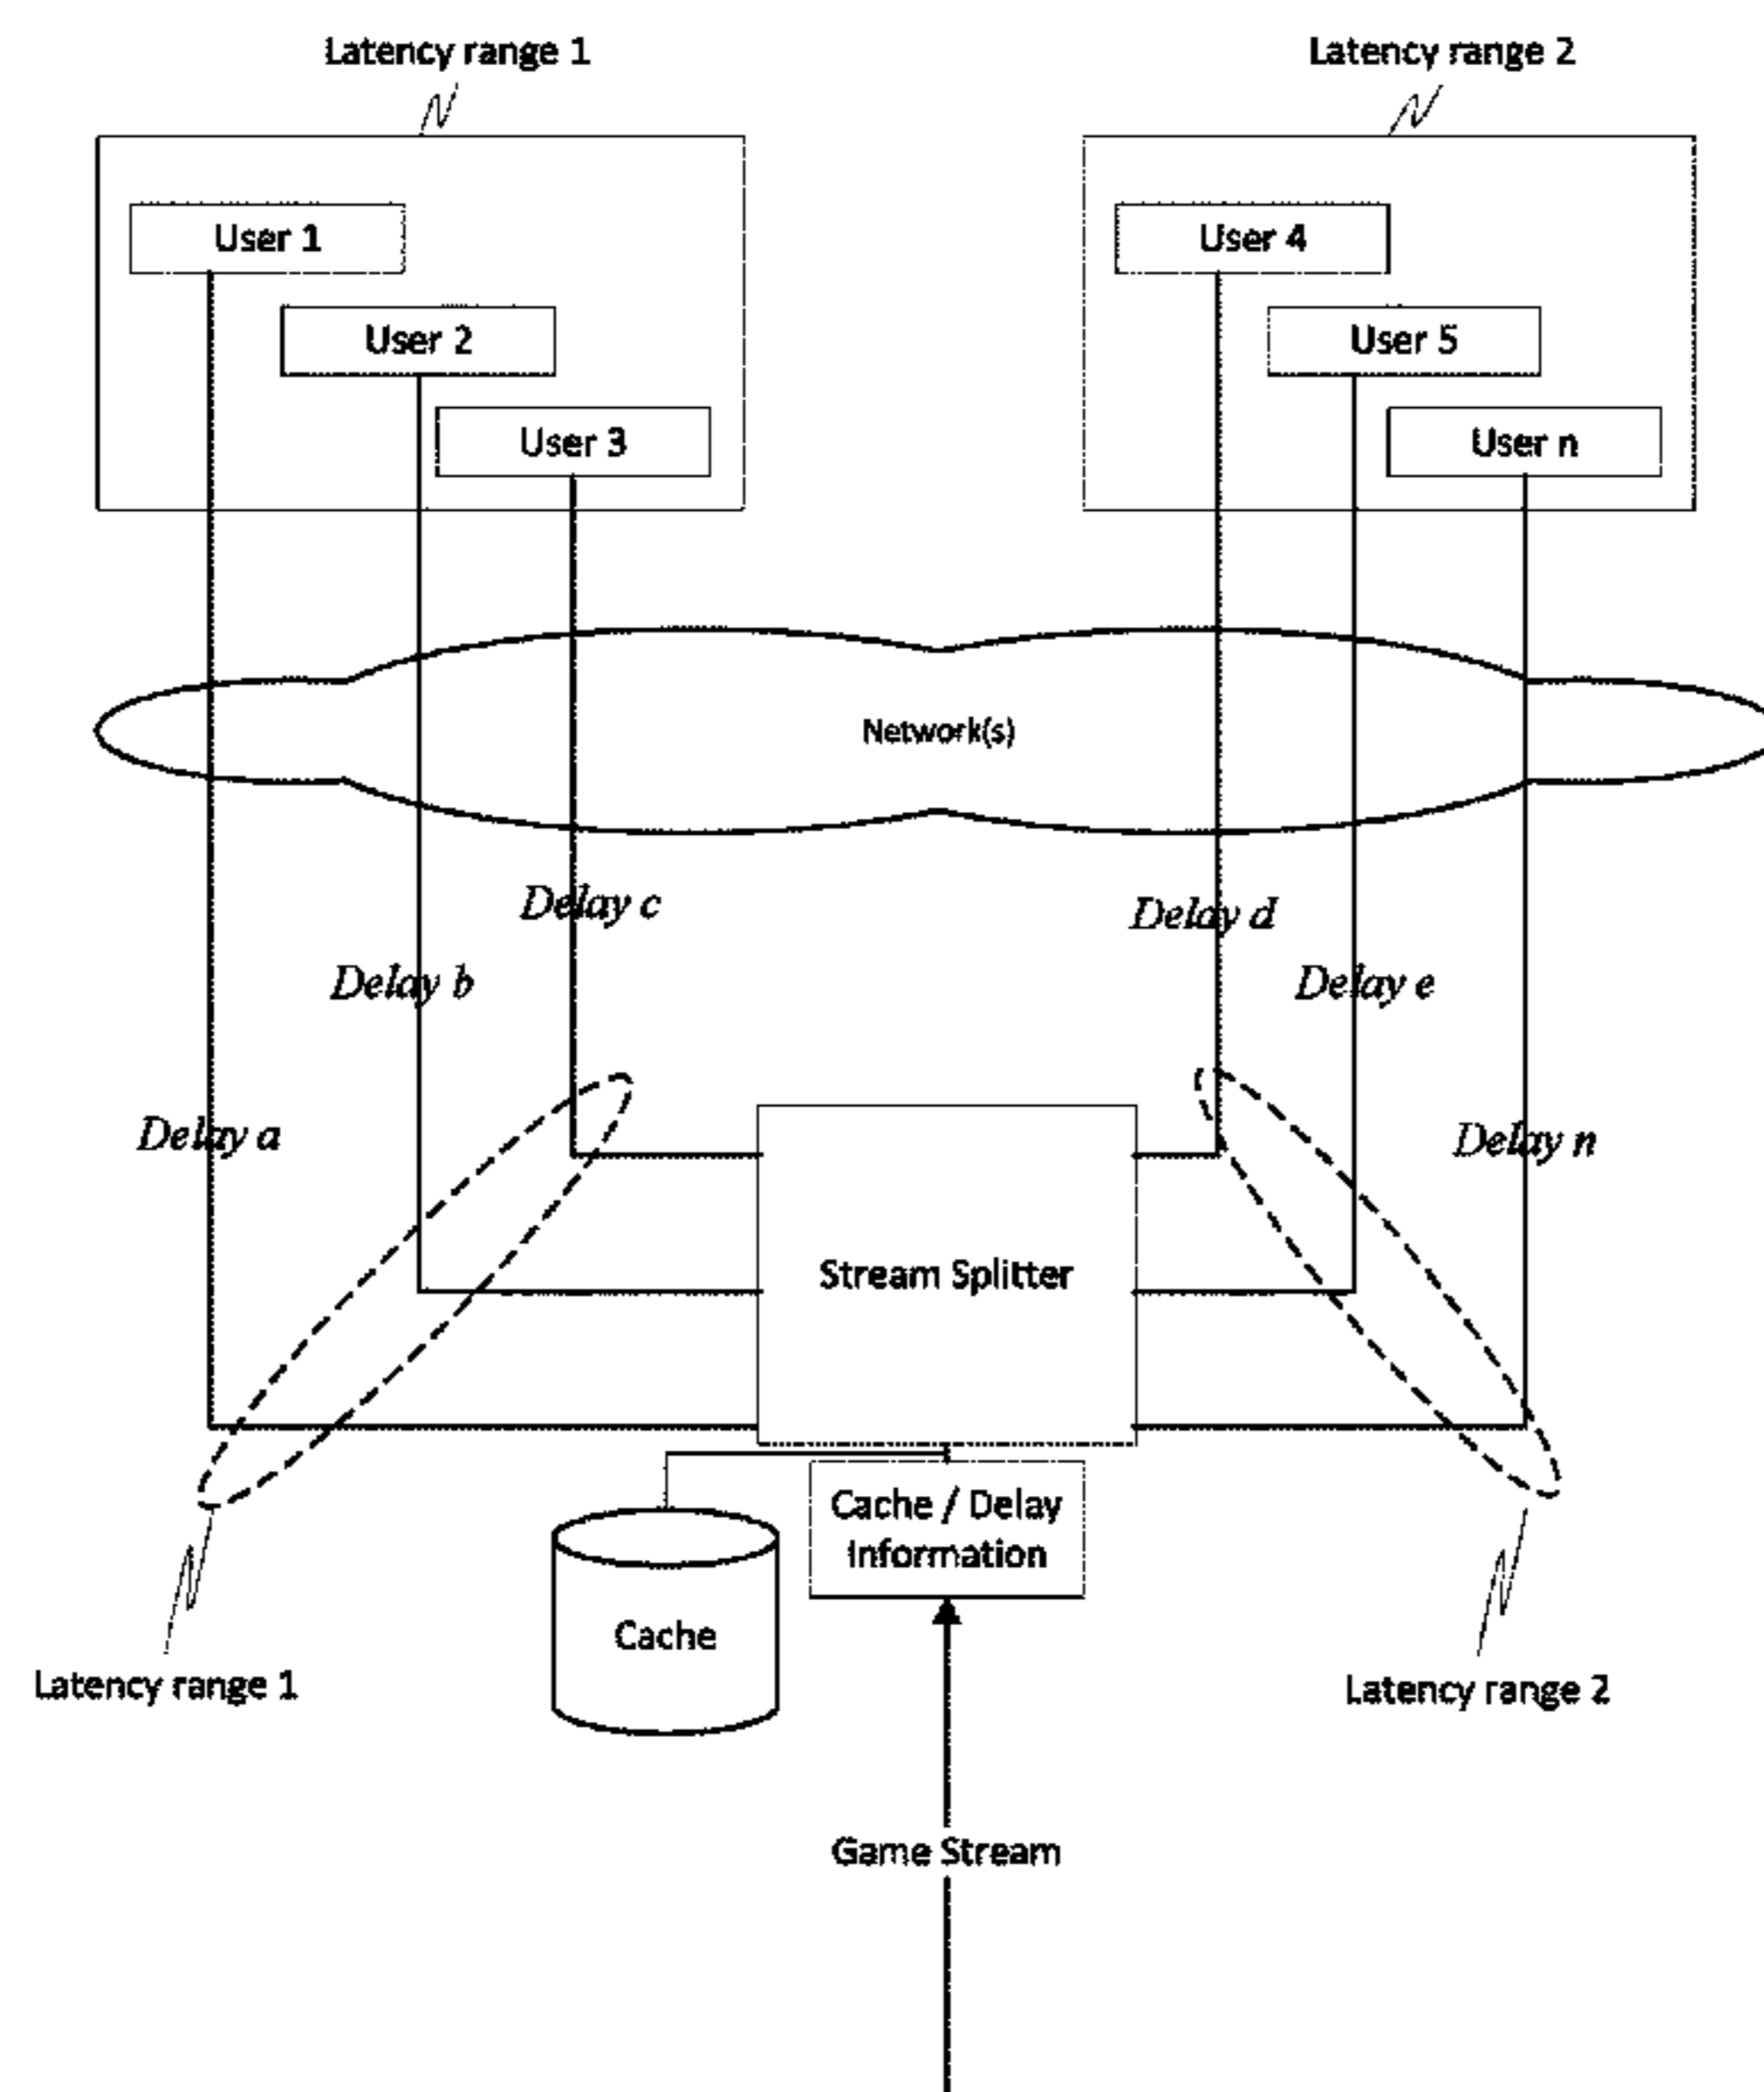 Latency range 1
Latency range 2
User 1
User 4
User 2
User 5
User 3
User n
Network(s)
Delay c
Delay d
Delay b
Delay e
Delay a
Delay n
Stream Splitter
Cache / Delay
Information
Cache
Latency range 1
Latency range 2
Game Stream